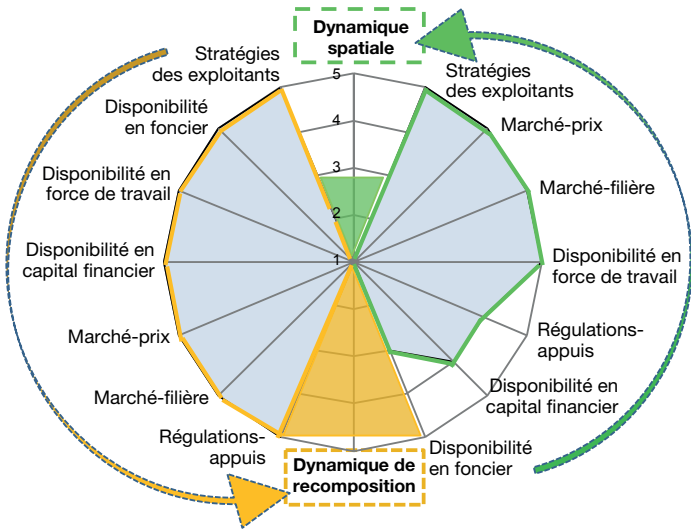 Dynamique
spatiale
Stratégies
des exploitants
Disponibilité
en foncier
Disponibilité en
force de travail
Disponibilité en
capital financier
Marché-prix
Marché-filière
Régulations-
appuis
5
4
3
2
1
Stratégies
des exploitants
Marché-prix
Marché-filière
Disponibilité en
force de travail
Régulations-
appuis
Disponibilité en
capital financier
Disponibilité
en foncier
Dynamique de
recomposition